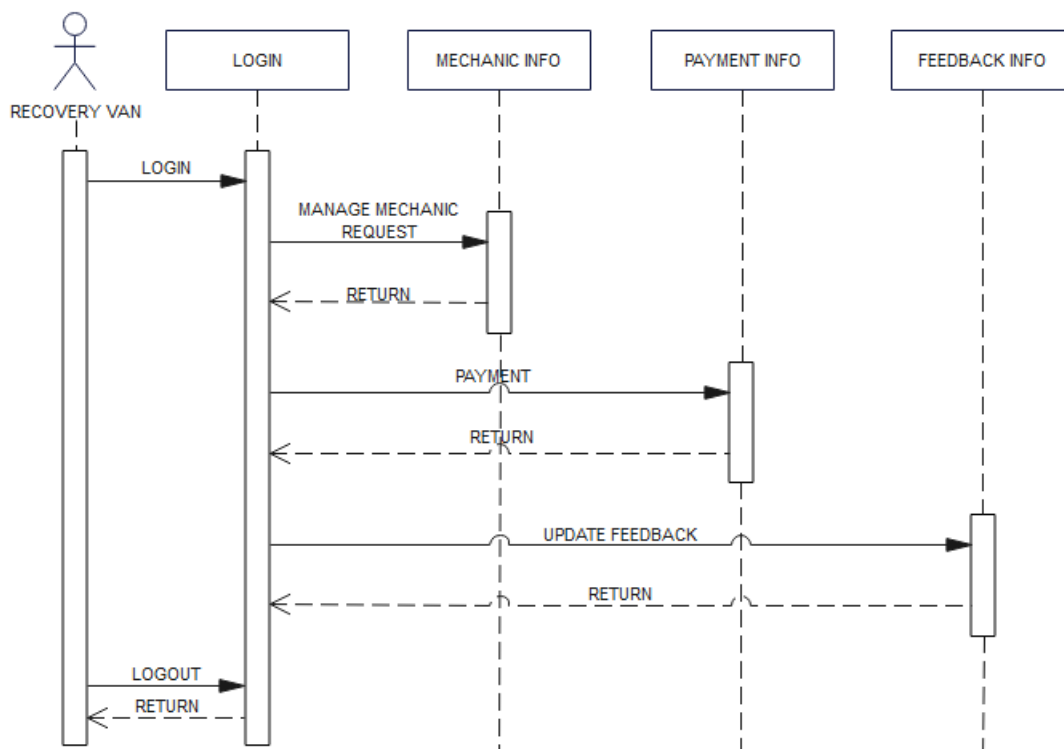 LOGIN
MECHANIC INFO
PAYMENT INFO
FEEDBACK INFO
RECOVERY VAN
LOGIN
MANAGE MECHANIC
REQUEST
RETURN
PAYMENT
RETURN
UPDATE FEEDBACK
RETURN
LOGOUT
RETURN